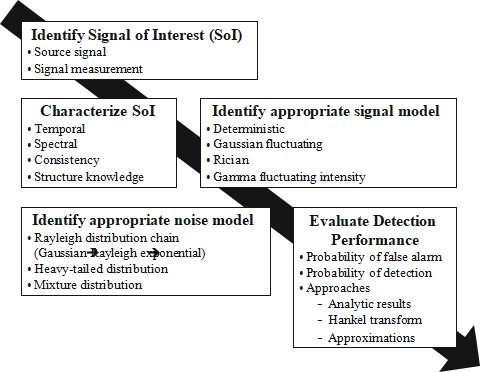 Identify Signal of Interest (SoI)
• Source signal
• Signal measurement
Characterize SoI
• Temporal
• Spectral
• Consistency
• Structure knowledge
Identify appropriate signal model
• Deterministic
• Gaussian fluctuating
• Rician
• Gamma fluctuating intensity
Identify appropriate noise model
• Rayleigh distribution chain
(Gaussian➔Rayleigh➔exponential)
• Heavy-tailed distribution
• Mixture distribution
Evaluate Detection
Performance
• Probability of false alarm
• Probability of detection
• Approaches
– Analytic results
– Hankel transform
– Approximations